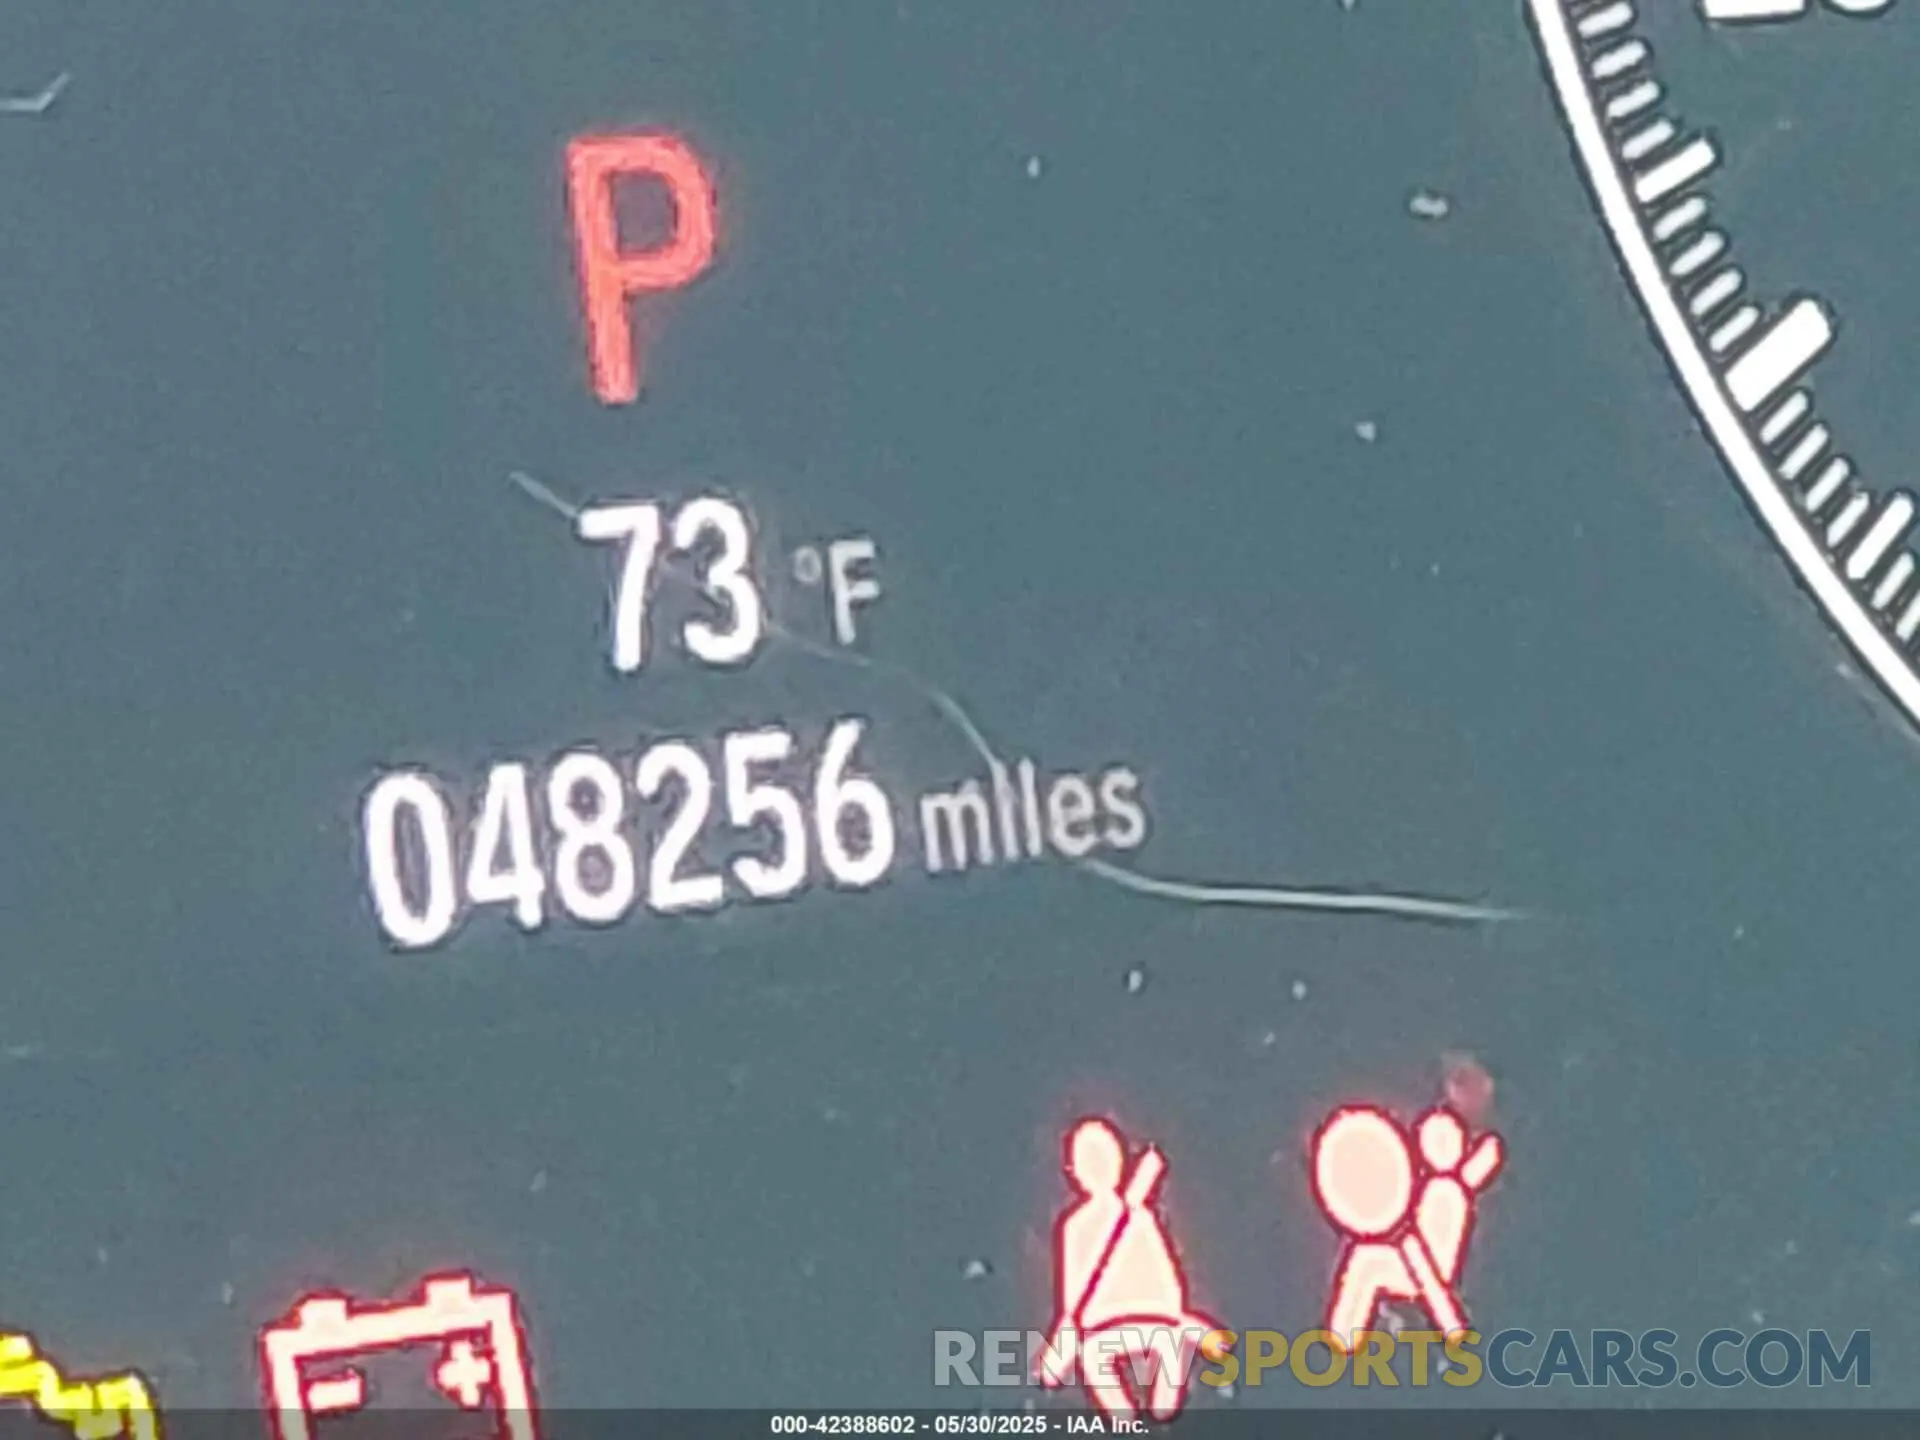 P
73 °F
048256 miles
RENEWSPORTSCARS.COM
000-42388602 - 05/30/2025 - IAA Inc.